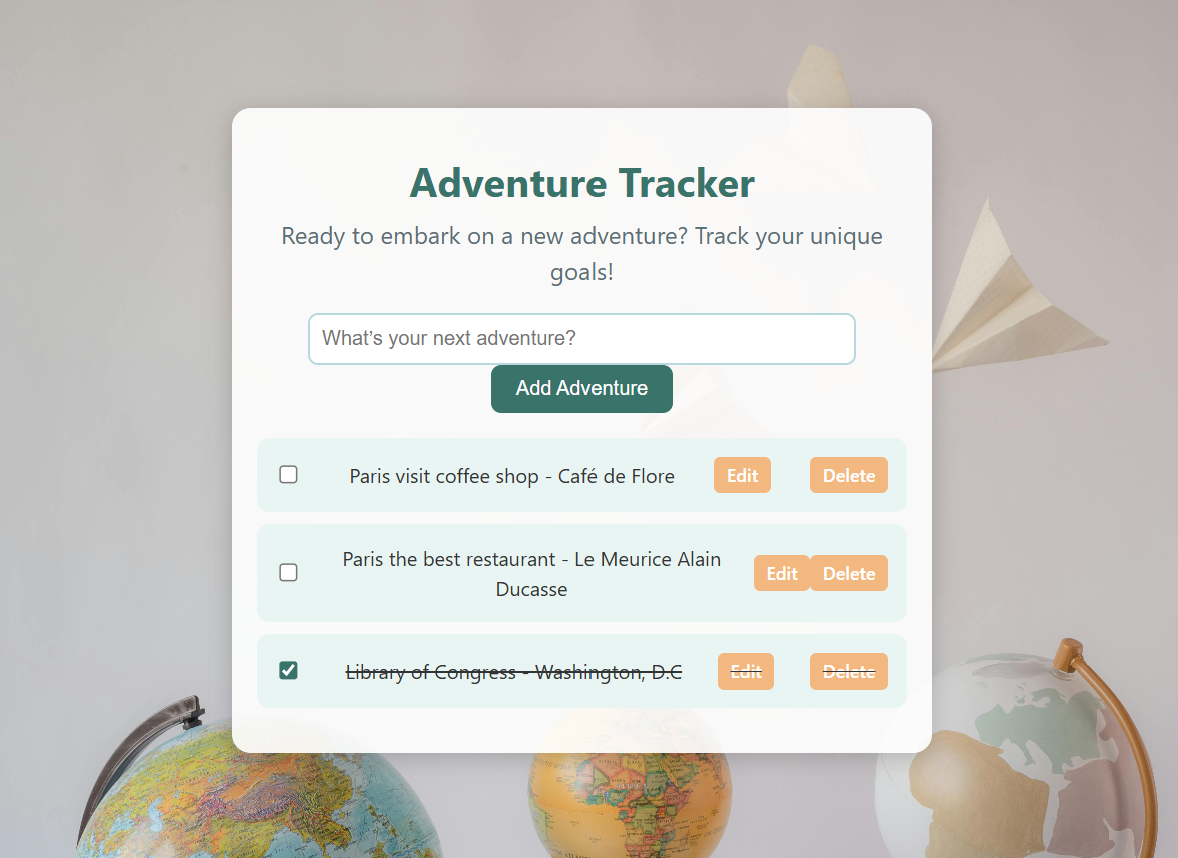 Adventure Tracker
Ready to embark on a new adventure? Track your unique
goals!
What's your next adventure?
Add Adventure
Paris visit coffee shop - Café de Flore Edit Delete
Paris the best restaurant - Le Meurice Alain
Ducasse
Edit Delete
Library of Congress - Washington, D.C Edit Delete